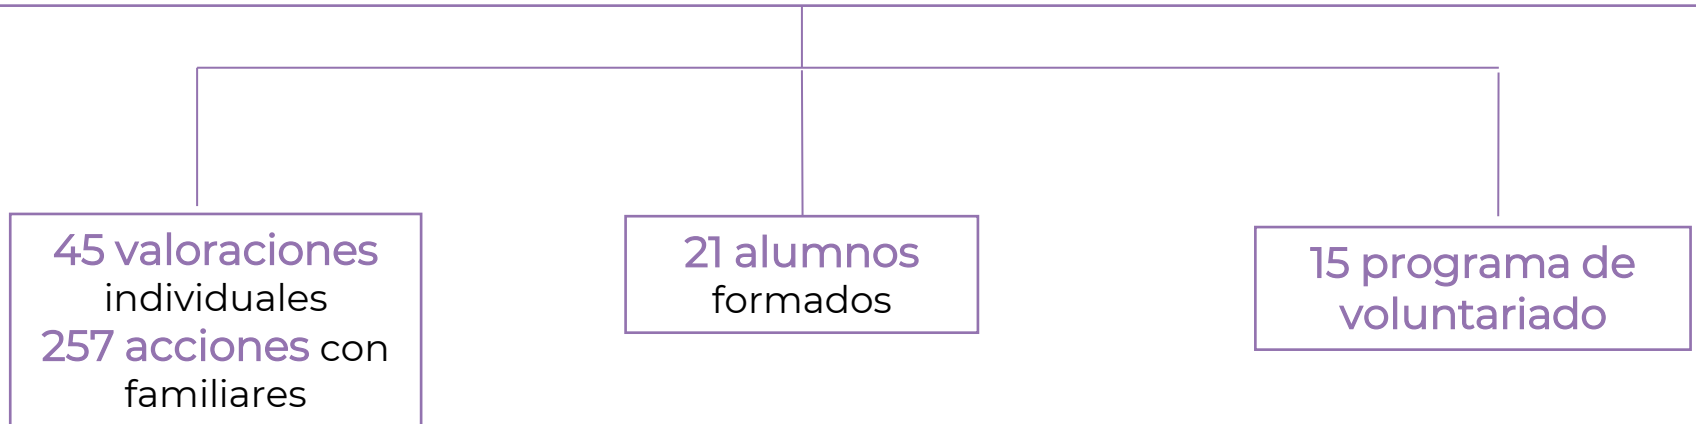 45 valoraciones
individuales
257 acciones con
familiares
21 alumnos
formados
15 programa de
voluntariado